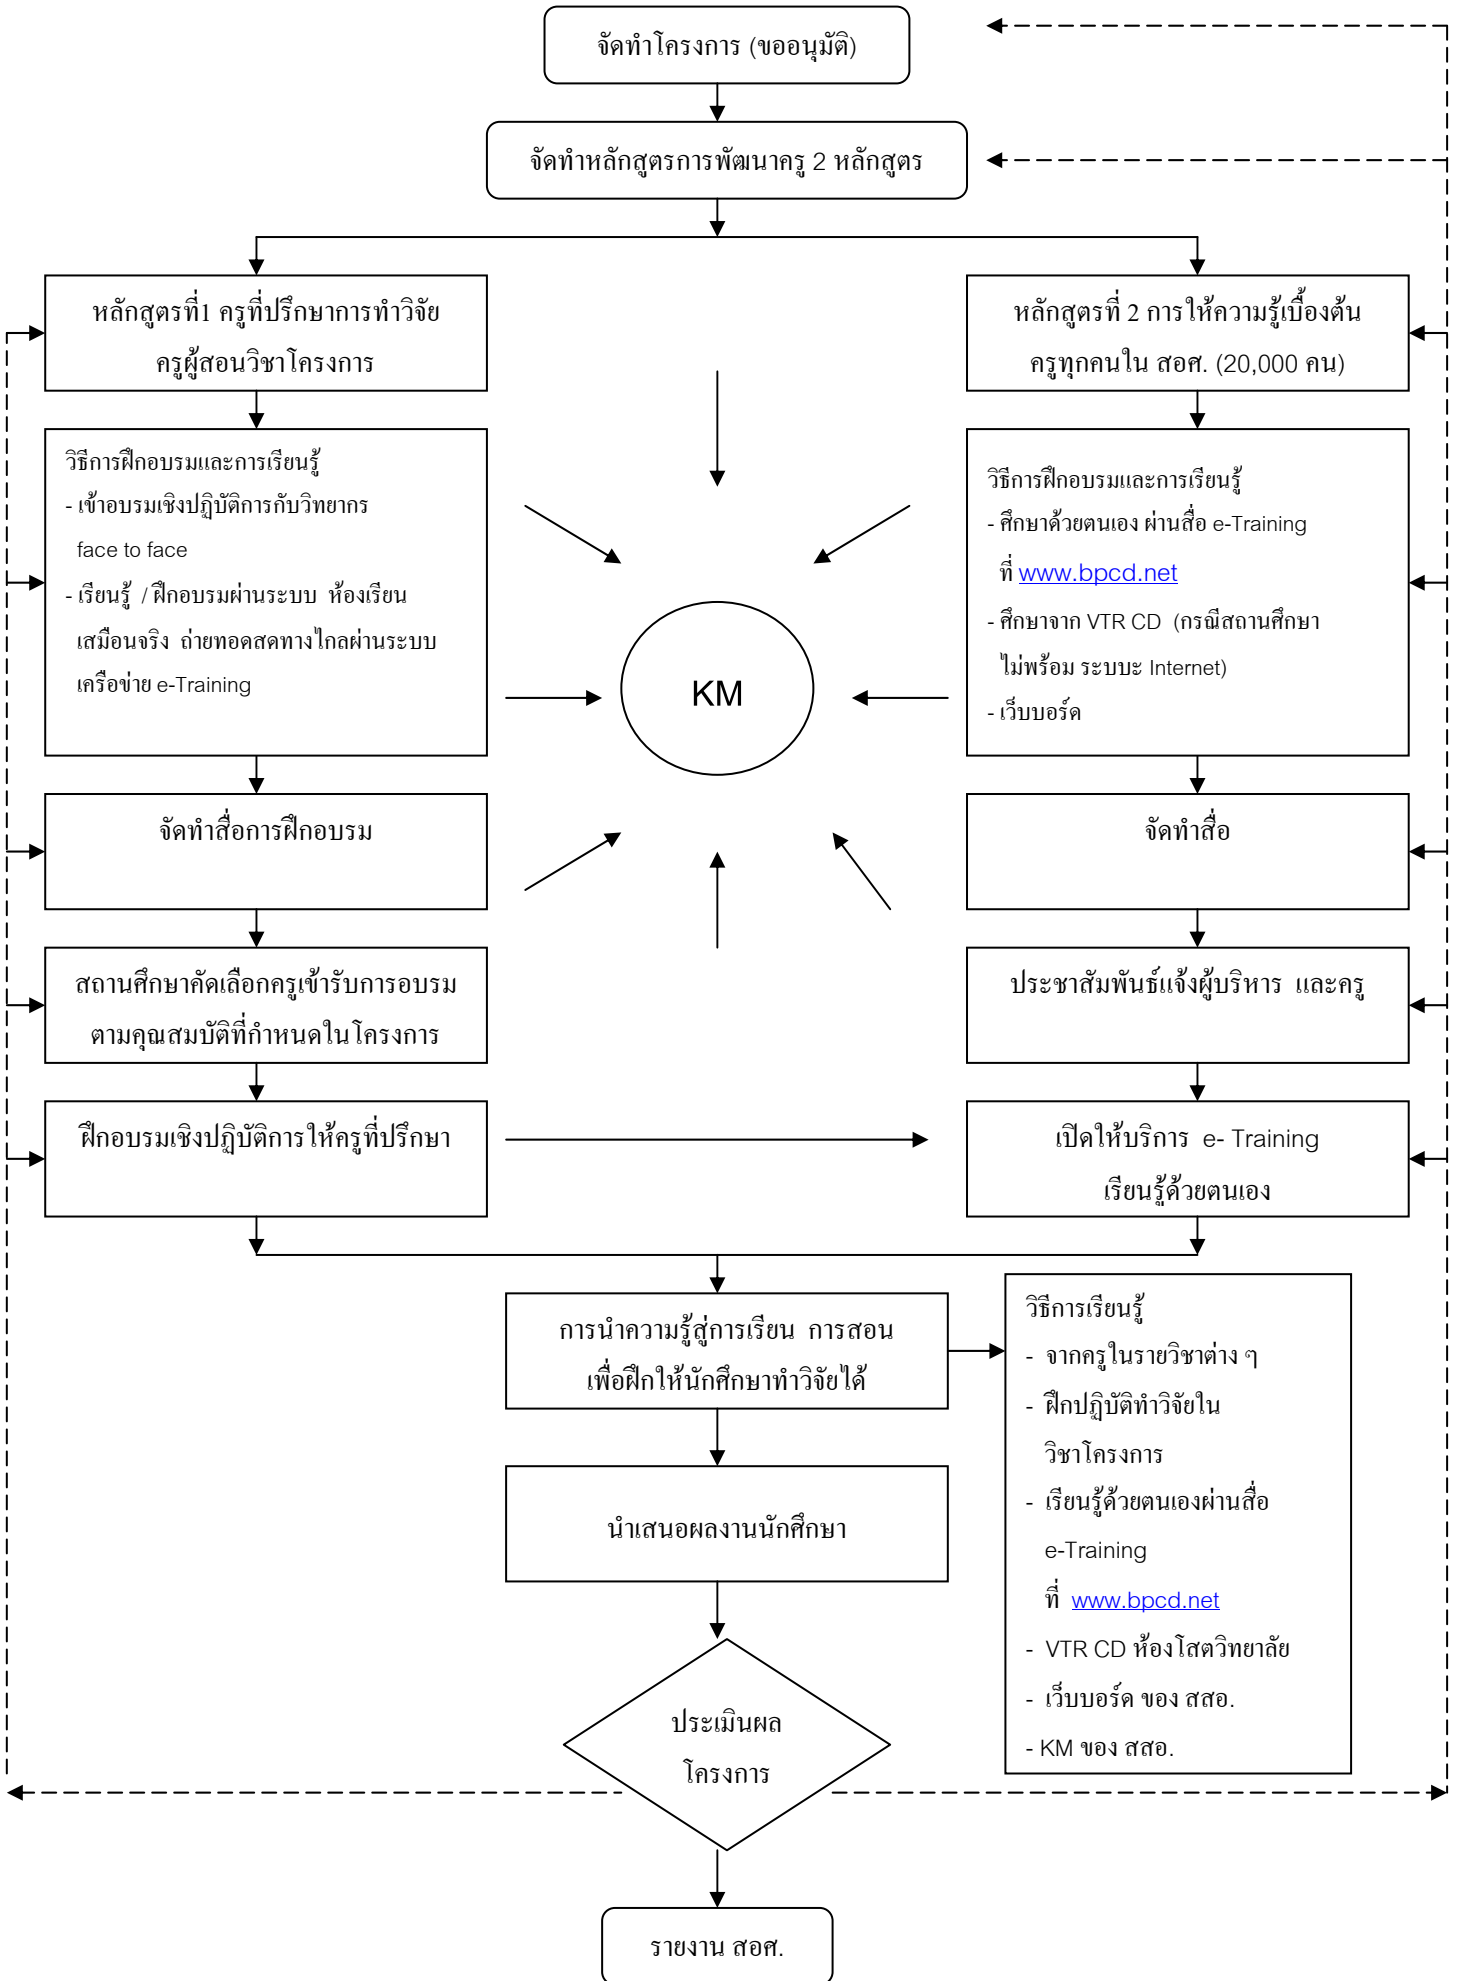 จัดทำโครงการ (ขออนุมัติ)
จัดทำหลักสูตรการพัฒนาครู 2 หลักสูตร
หลักสูตรที่1 ครูที่ปรึกษาการทำวิจัย
ครูผู้สอนวิชาโครงการ
วิธีการฝึกอบรมและการเรียนรู้
- เข้าอบรมเชิงปฏิบัติการกับวิทยากร
face to face
- เรียนรู้ / ฝึกอบรมผ่านระบบ ห้องเรียน
เสมือนจริง ถ่ายทอดสดทางไกลผ่านระบบ
เครือข่าย e-Training
จัดทำสื่อการฝึกอบรม
สถานศึกษาคัดเลือกครูเข้ารับการอบรม
ตามคุณสมบัติที่กำหนดในโครงการ
ฝึกอบรมเชิงปฏิบัติการให้ครูที่ปรึกษา
KM
หลักสูตรที่ 2 การให้ความรู้เบื้องต้น
ครูทุกคนใน สอศ. (20,000 คน)
วิธีการฝึกอบรมและการเรียนรู้
- ศึกษาด้วยตนเอง ผ่านสื่อ e-Training
ที่ www.bpcd.net
- ศึกษาจาก VTR CD (กรณีสถานศึกษา
ไม่พร้อม ระบบะ Internet)
- เว็บบอร์ด
จัดทำสื่อ
ประชาสัมพันธ์แจ้งผู้บริหาร และครู
เปิดให้บริการ e- Training
เรียนรู้ด้วยตนเอง
การนำความรู้สู่การเรียน การสอน
เพื่อฝึกให้นักศึกษาทำวิจัยได้
วิธีการเรียนรู้
- จากครูในรายวิชาต่าง ๆ
- ฝึกปฏิบัติทำวิจัยใน
วิชาโครงการ
- เรียนรู้ด้วยตนเองผ่านสื่อ
e-Training
ที่ www.bpcd.net
- VTR CD ห้องโสตวิทยาลัย
- เว็บบอร์ด ของ สสอ.
- KM ของ สสอ.
นำเสนอผลงานนักศึกษา
ประเมินผล
โครงการ
รายงาน สอศ.